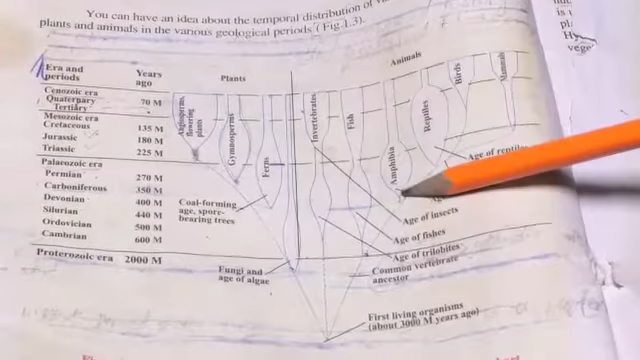 You can have an idea about the temporal distribution of
plants and animals in the various geological periods (Fig.1.3).
Era and periods
Years ago
Plants
Animals
Cenozoic era
Quaternary
Tertiary
70 M
Mesozoic era
Cretaceous 135 M
Jurassic 180 M
Triassic 225 M
Palaeozoic era
Permian 270 M
Carboniferous 350 M
Devonian 400 M
Silurian 440 M
Ordovician 500 M
Cambrian 600 M
Proterozoic era 2000 M
Angiosperms, flowering plants
Gymnosperms
Ferns
Invertebrates
Fish
Amphibia
Reptiles
Birds
Mammals
Coal-forming
age, spore-
bearing trees
Fungi and
age of algae
Age of reptiles
Age of insects
Age of fishes
Age of trilobites
Common vertebrate
ancestor
First living organisms
(about 3000 M years ago)